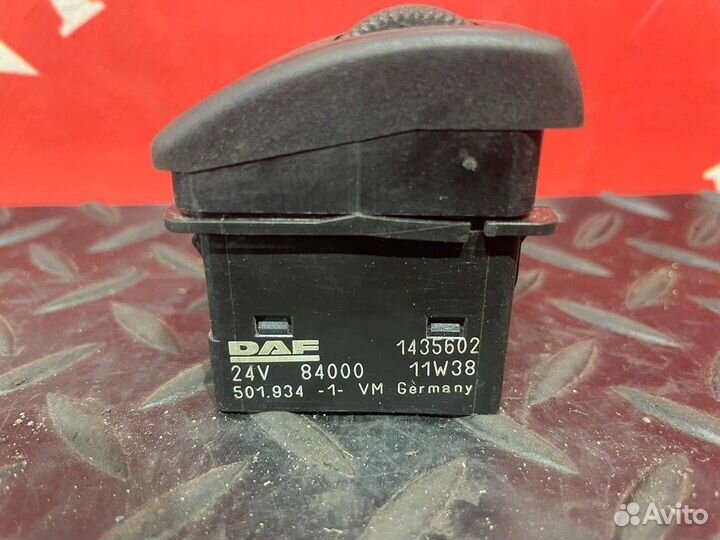 DAF 1435602
24V 84000 11W38
501.934 -1- VM Germany
Avito